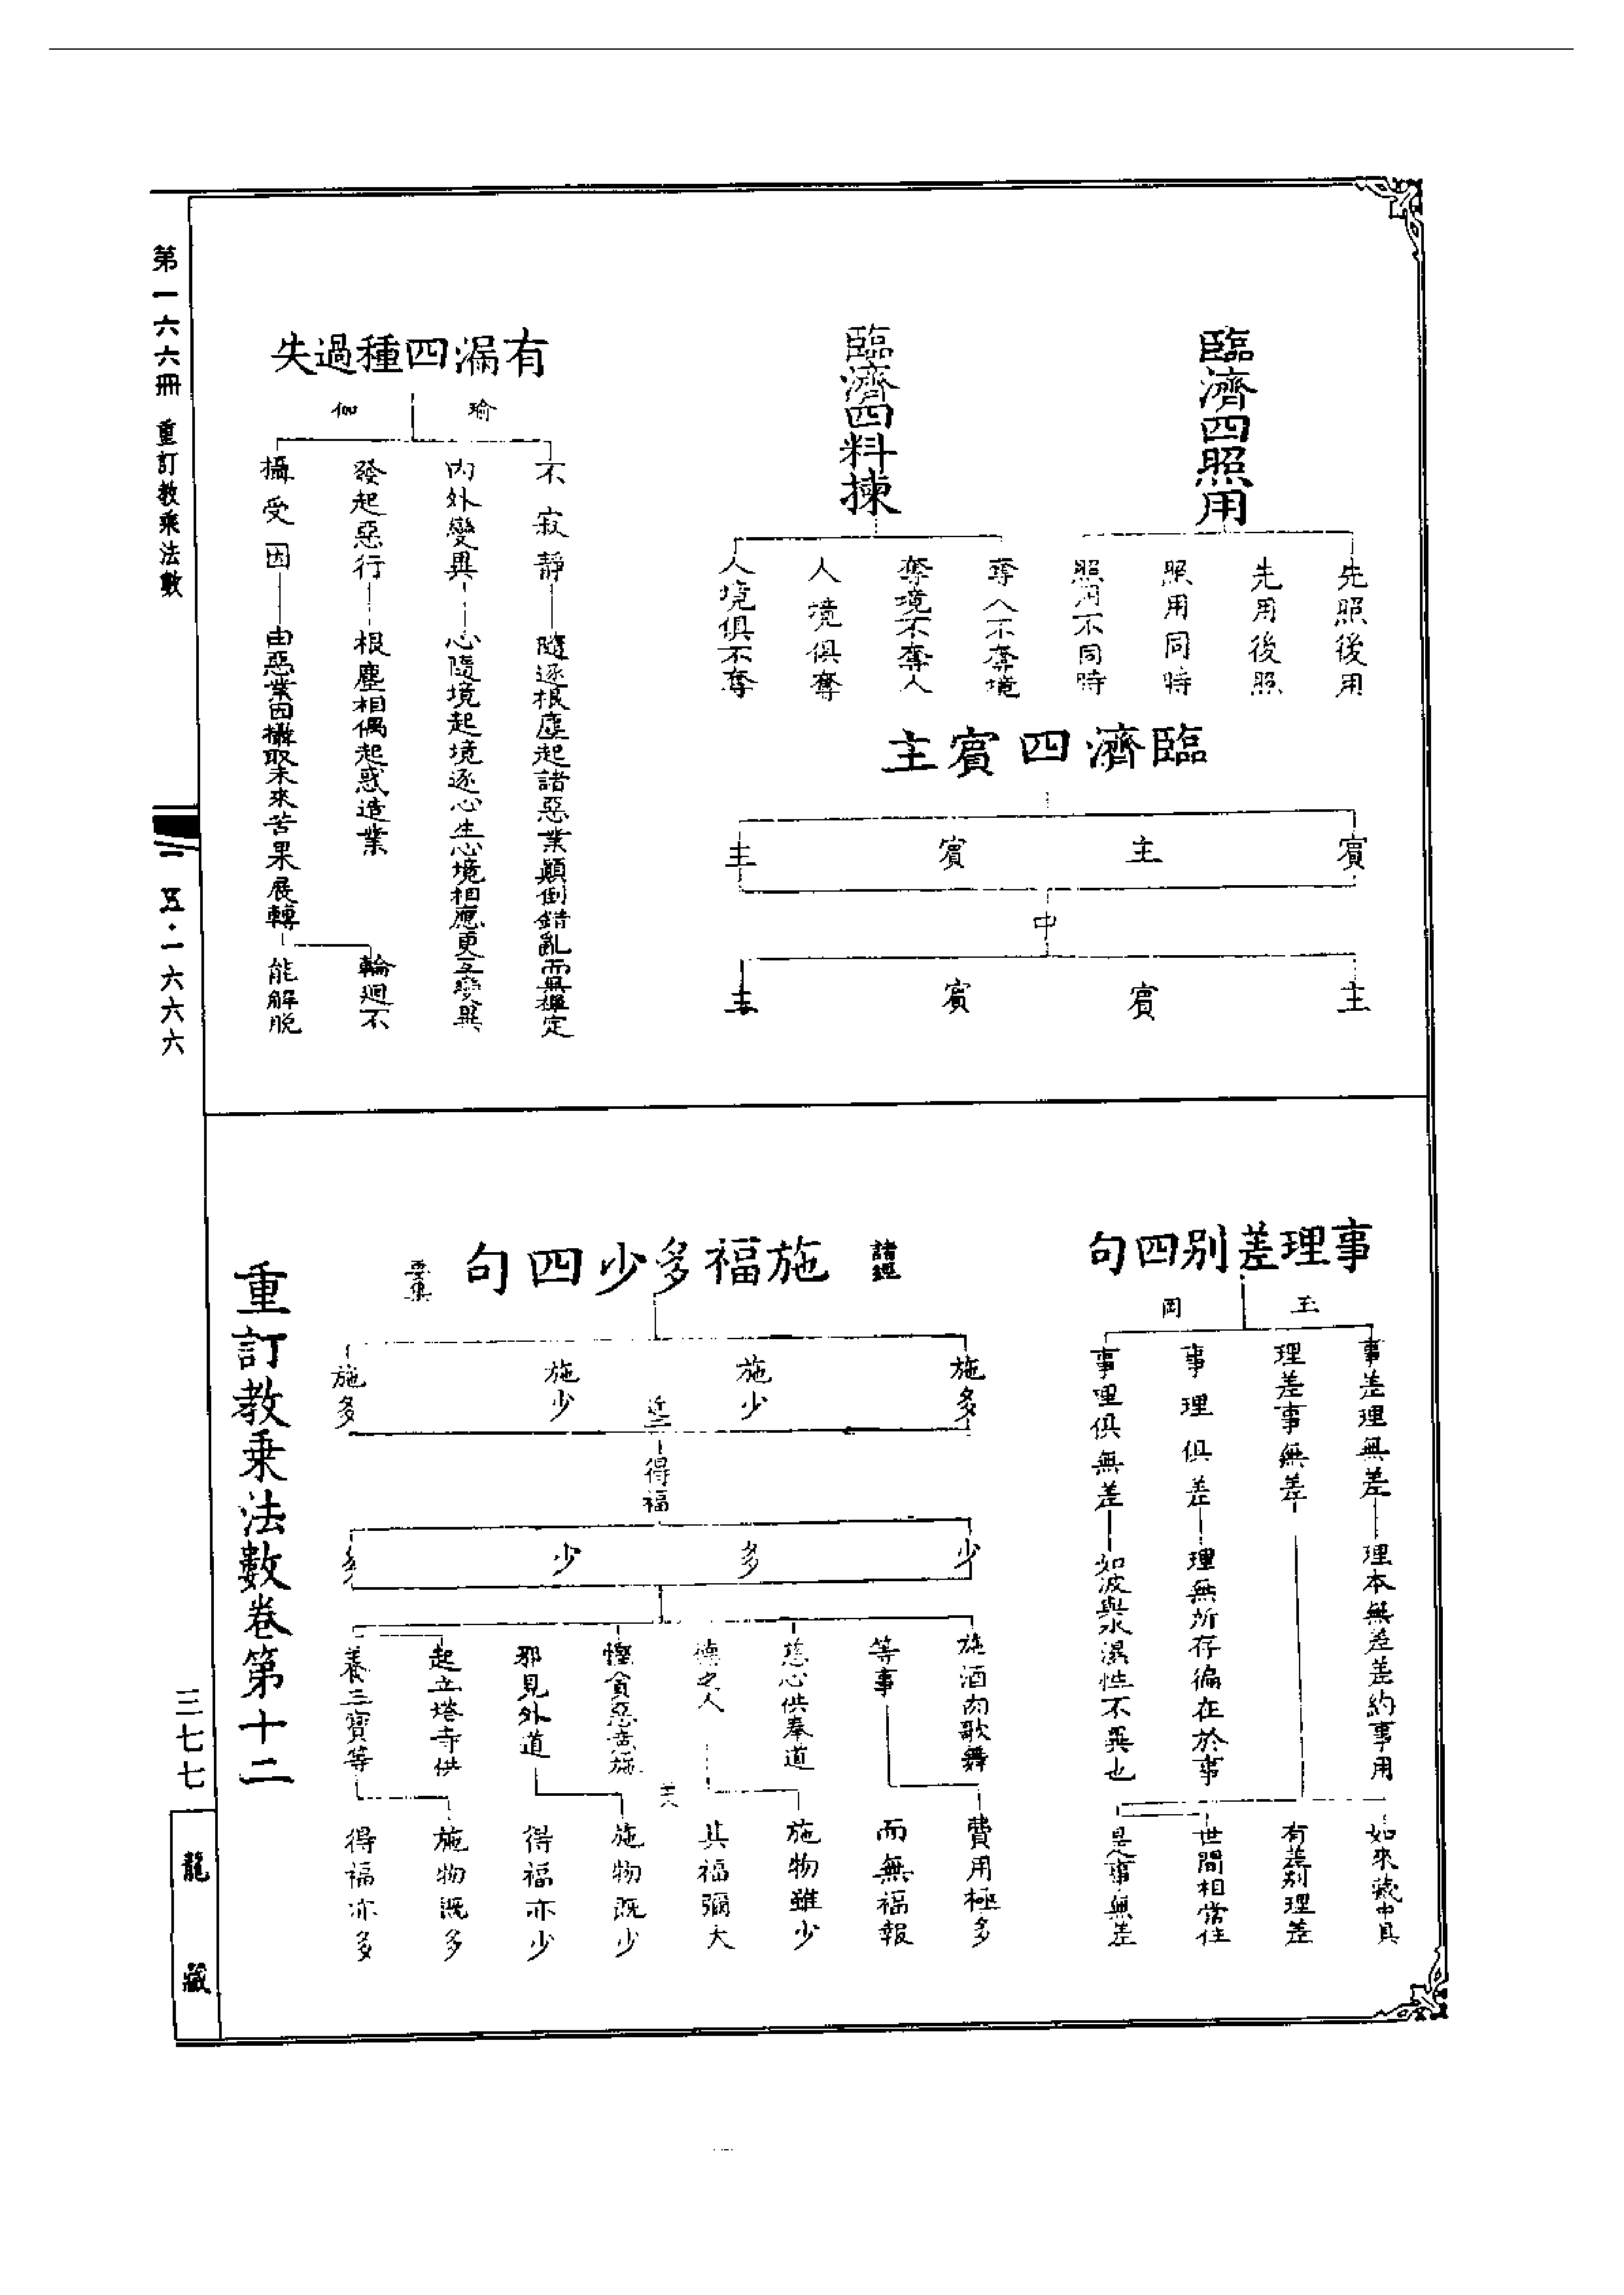 臨濟四照用
先照後用
先用後照
照用同時
照用不同時
臨濟四料揀
奪人不奪境
奪境不奪人
人境俱奪
人境俱不奪
臨濟四賓主
賓
主
賓
主
中
主
賓
賓
主
有漏四種過失
瑜
伽
不寂靜
隨逐根塵起諸惡業顛倒錯亂而無禪定
內外變異
心隨境起境逐心生心境相應更互變異
發起惡行
根塵相偶起惑造業
攝受因
由惡業因攝取未來苦果展轉
輪迴不
能解脫
事理差別四句
玉
岡
事差理無差
理本無差差約事用
理差事無差
如來藏中具
有差別理差
世間相常住
是事無差
事理俱差
理無所存徧在於事
事理俱無差
如波與水濕性不異也
諸經
施福多少四句
要集
施多
施少
施少
施多
得福
少
多
少
多
施酒肉歌舞
等事
費用極多
而無福報
慈心供奉道
德之人
施物雖少
其福彌大
慳貪惡意施
邪見外道
施物既少
得福亦少
起立塔寺供
養三寶等
施物既多
得福亦多
重訂教乘法數卷第十二
第一六六冊 重訂教乘法數
一五·一六六六
三七七
龍藏